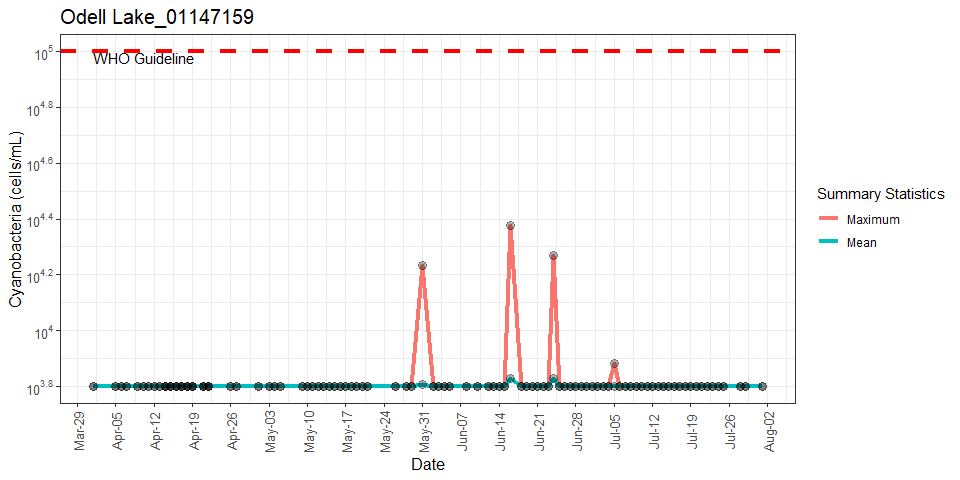 Odell Lake_01147159
10^5
WHO Guideline
10^4.8
10^4.6
10^4.4
10^4.2
10^4
10^3.8
Cyanobacteria (cells/mL)
Mar-29
Apr-05
Apr-12
Apr-19
Apr-26
May-03
May-10
May-17
May-24
May-31
Jun-07
Jun-14
Jun-21
Jun-28
Jul-05
Jul-12
Jul-19
Jul-26
Aug-02
Date
Summary Statistics
Maximum
Mean